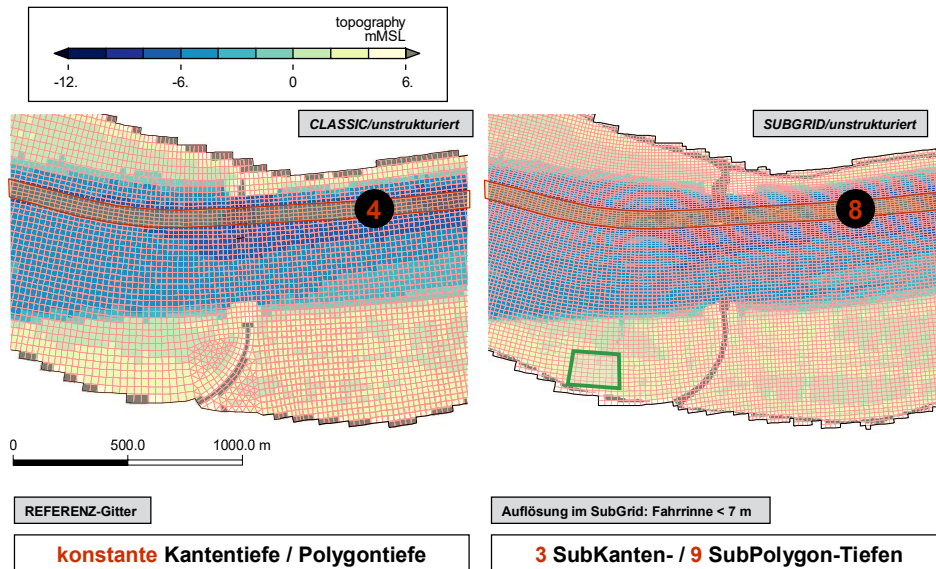 topography
mMSL
-12. -6. 0 6.
CLASSIC/unstrukturiert
SUBGRID/unstrukturiert
4
8
0 500.0 1000.0 m
REFERENZ-Gitter
Auflösung im SubGrid: Fahrrinne < 7 m
konstante Kantentiefe / Polygontiefe
3 SubKanten- / 9 SubPolygon-Tiefen